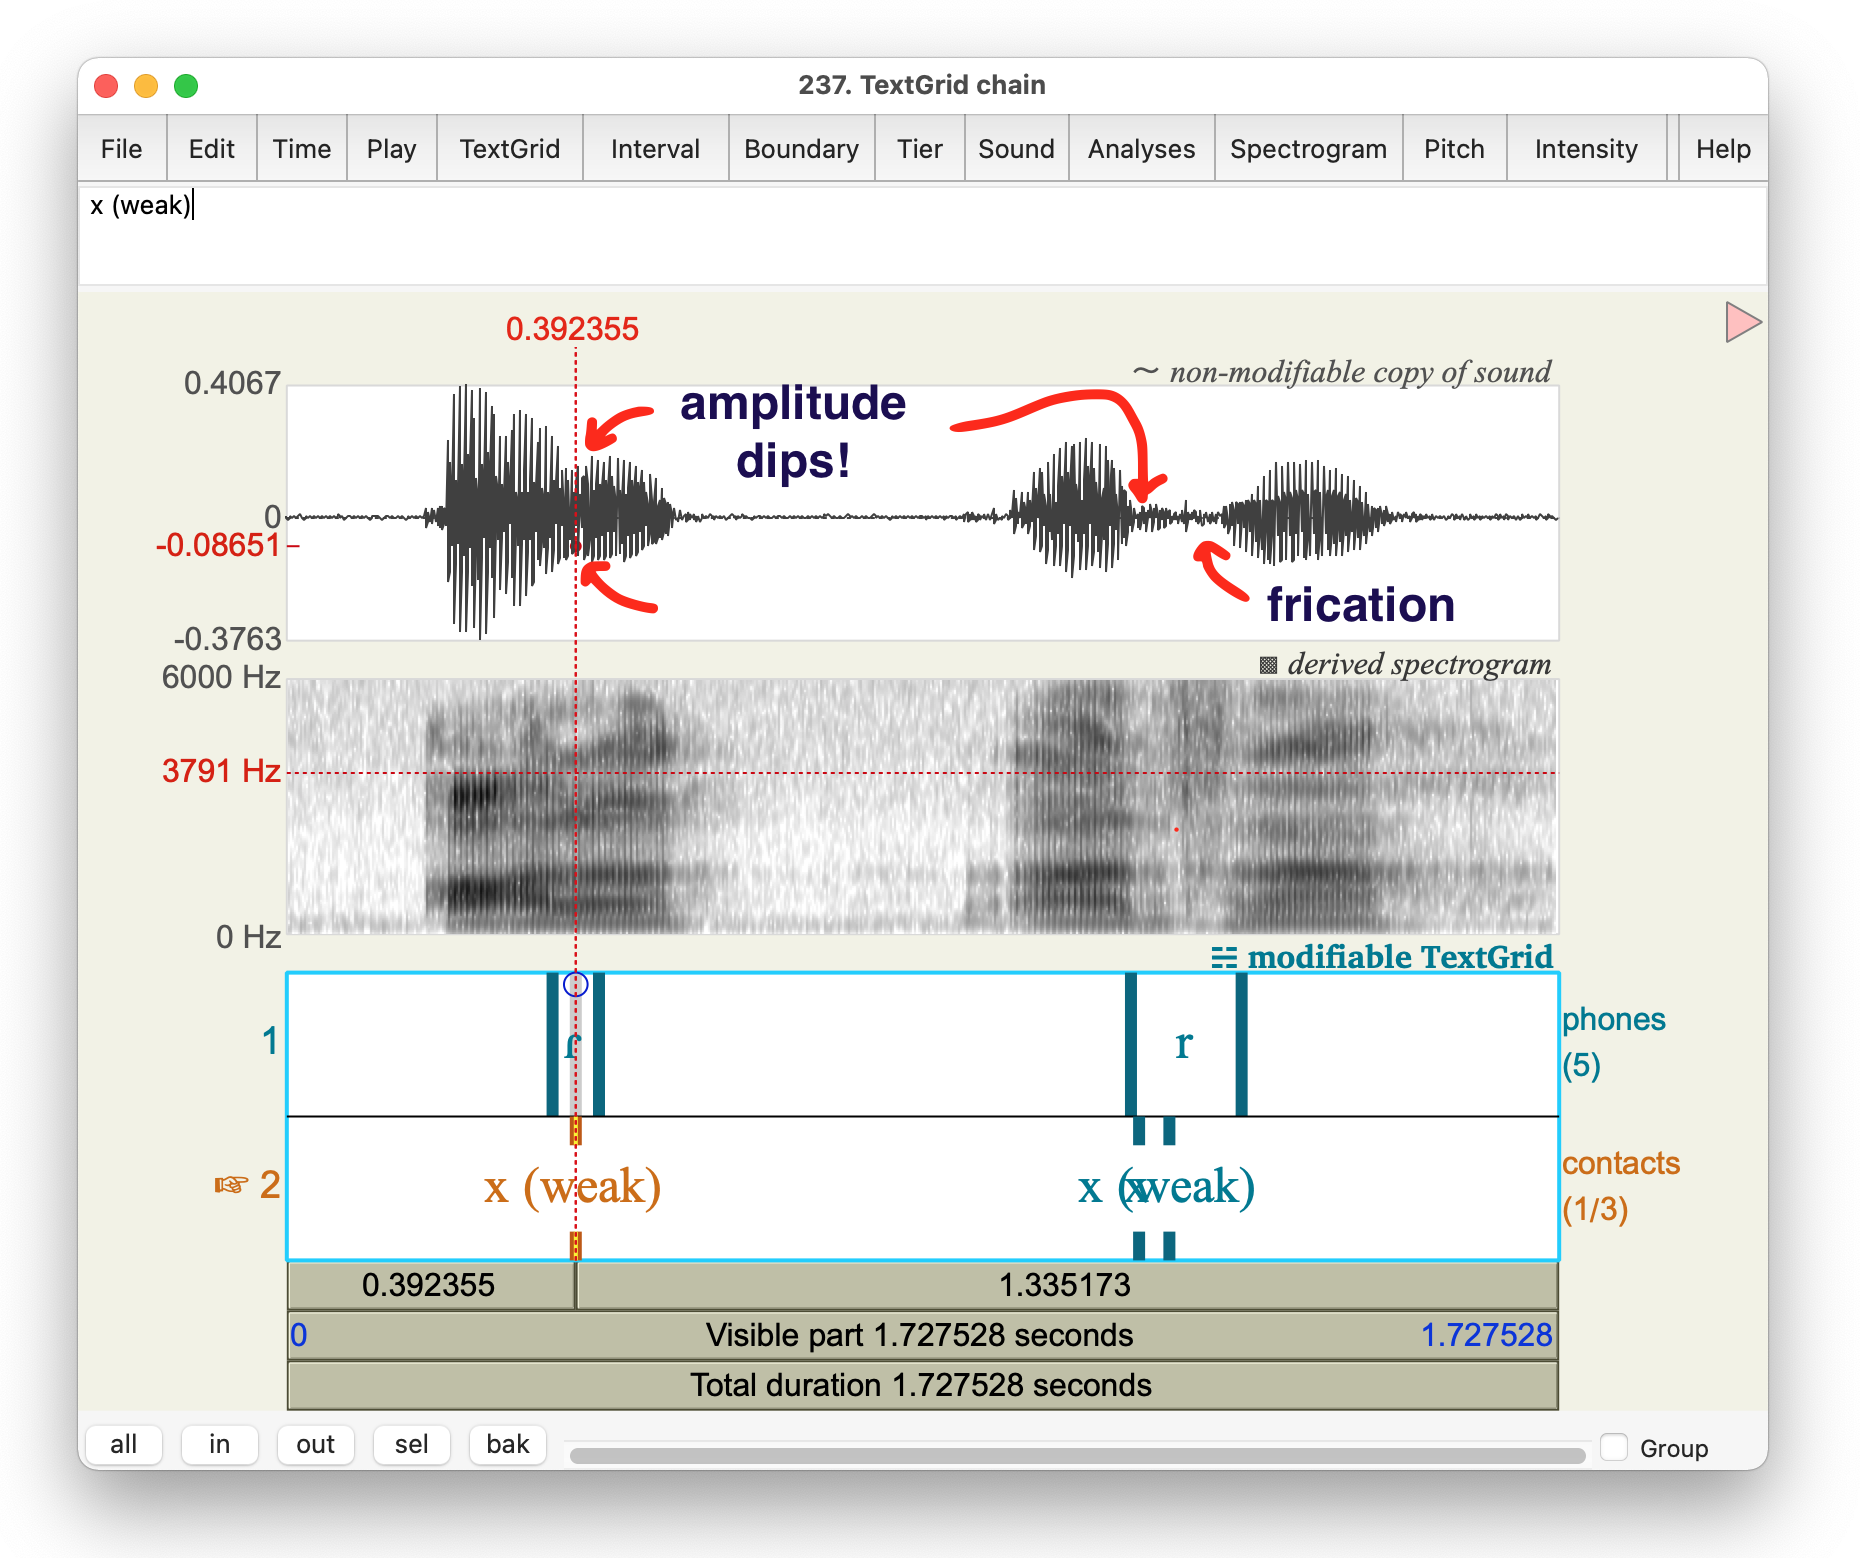 237. TextGrid chain
File Edit Time Play TextGrid Interval Boundary Tier Sound Analyses Spectrogram Pitch Intensity Help
x (weak)
0.392355
~ non-modifiable copy of sound
0.4067
amplitude
dips!
0
-0.08651
frication
-0.3763
derived spectrogram
6000 Hz
3791 Hz
0 Hz
modifiable TextGrid
1 ɾ r phones
(5)
2 x (weak) x x (weak) contacts
(1/3)
0.392355 1.335173
0 Visible part 1.727528 seconds 1.727528
Total duration 1.727528 seconds
all in out sel bak Group